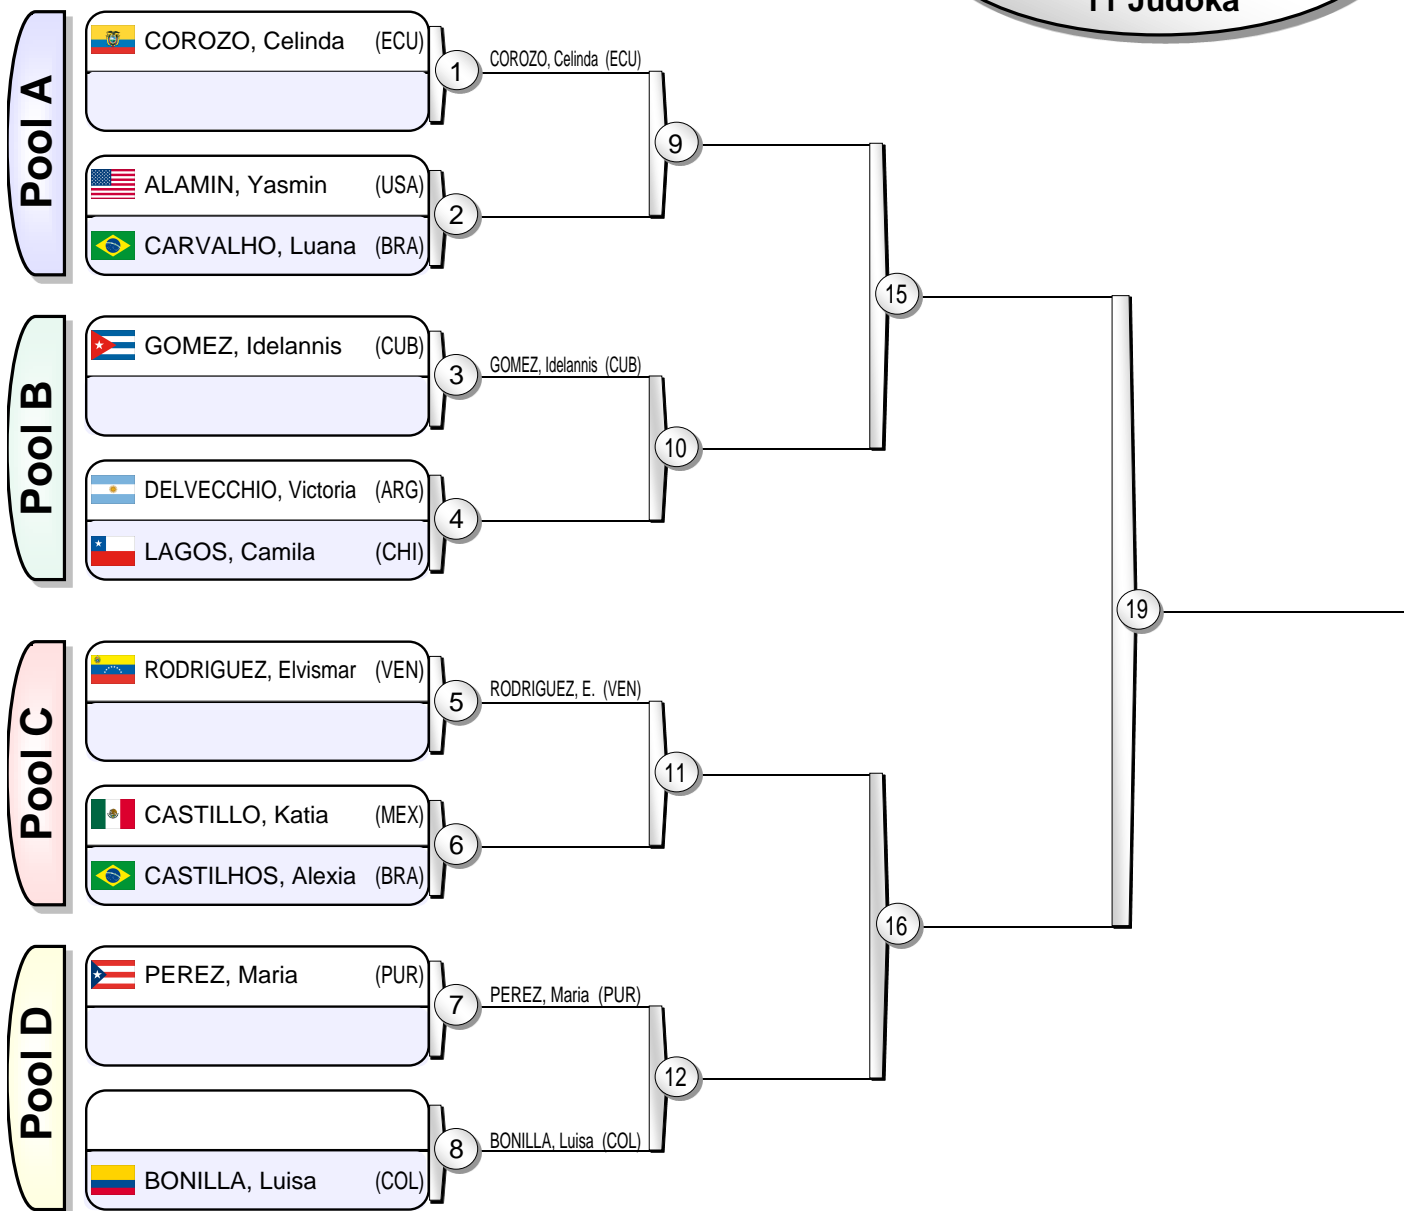 11 Judoka
Pool A
COROZO, Celinda (ECU)
1
COROZO, Celinda (ECU)
9
ALAMIN, Yasmin (USA)
2
CARVALHO, Luana (BRA)
15
Pool B
GOMEZ, Idelannis (CUB)
3
GOMEZ, Idelannis (CUB)
10
DELVECCHIO, Victoria (ARG)
4
LAGOS, Camila (CHI)
19
Pool C
RODRIGUEZ, Elvismar (VEN)
5
RODRIGUEZ, E. (VEN)
11
CASTILLO, Katia (MEX)
6
CASTILHOS, Alexia (BRA)
16
Pool D
PEREZ, Maria (PUR)
7
PEREZ, Maria (PUR)
12
8
BONILLA, Luisa (COL)
BONILLA, Luisa (COL)